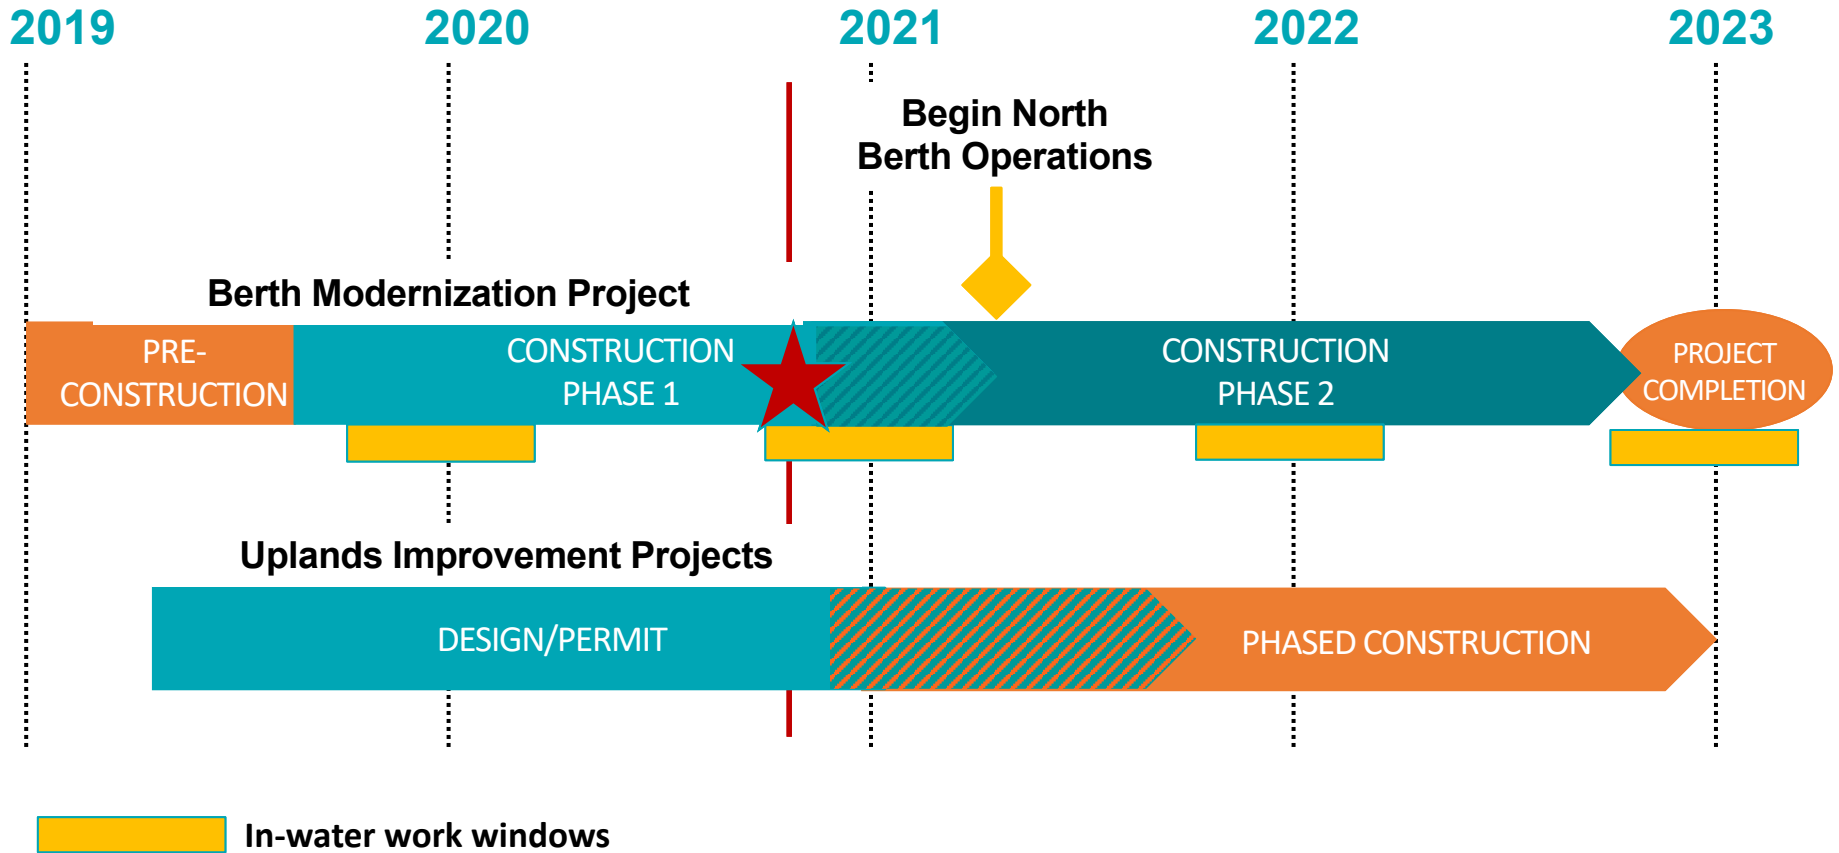 2019 2020 2021 2022 2023
Begin North
Berth Operations
Berth Modernization Project
PRE-
CONSTRUCTION
CONSTRUCTION
PHASE 1
CONSTRUCTION
PHASE 2
PROJECT
COMPLETION
Uplands Improvement Projects
DESIGN/PERMIT
PHASED CONSTRUCTION
In-water work windows